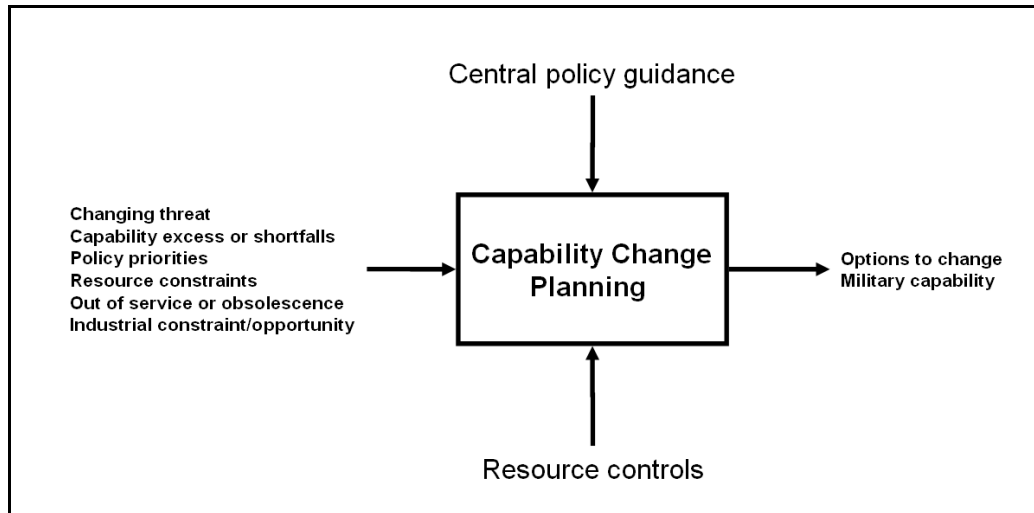 Central policy guidance
Changing threat
Capability excess or shortfalls
Policy priorities
Resource constraints
Out of service or obsolescence
Industrial constraint/opportunity
Capability Change
Planning
Options to change
Military capability
Resource controls